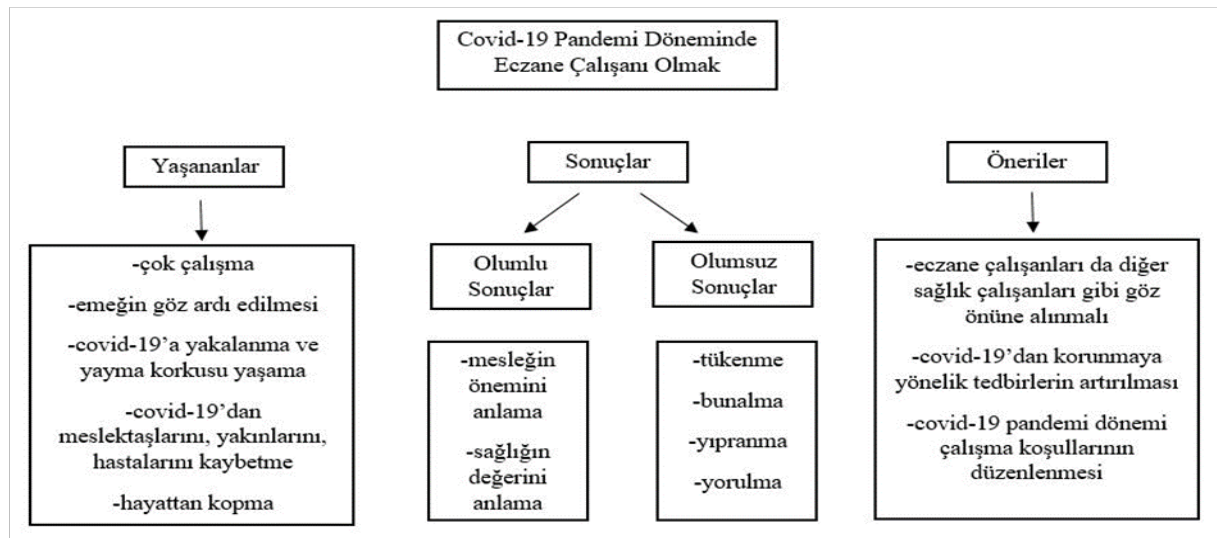 Covid-19 Pandemi Döneminde
Eczane Çalışanı Olmak
Yaşananlar
-çok çalışma
-emeğin göz ardı edilmesi
-covid-19’a yakalanma ve
yayma korkusu yaşama
-covid-19’dan
meslektaşlarını, yakınlarını,
hastalarını kaybetme
-hayattan kopma
Sonuçlar
Olumlu
Sonuçlar
-mesleğin
önemini
anlama
-sağlığın
değerini
anlama
Olumsuz
Sonuçlar
-tükenme
-bunalma
-yıpranma
-yorulma
Öneriler
-eczane çalışanları da diğer
sağlık çalışanları gibi göz
önüne alınmalı
-covid-19’dan korunmaya
yönelik tedbirlerin artırılması
-covid-19 pandemi dönemi
çalışma koşullarının
düzenlenmesi